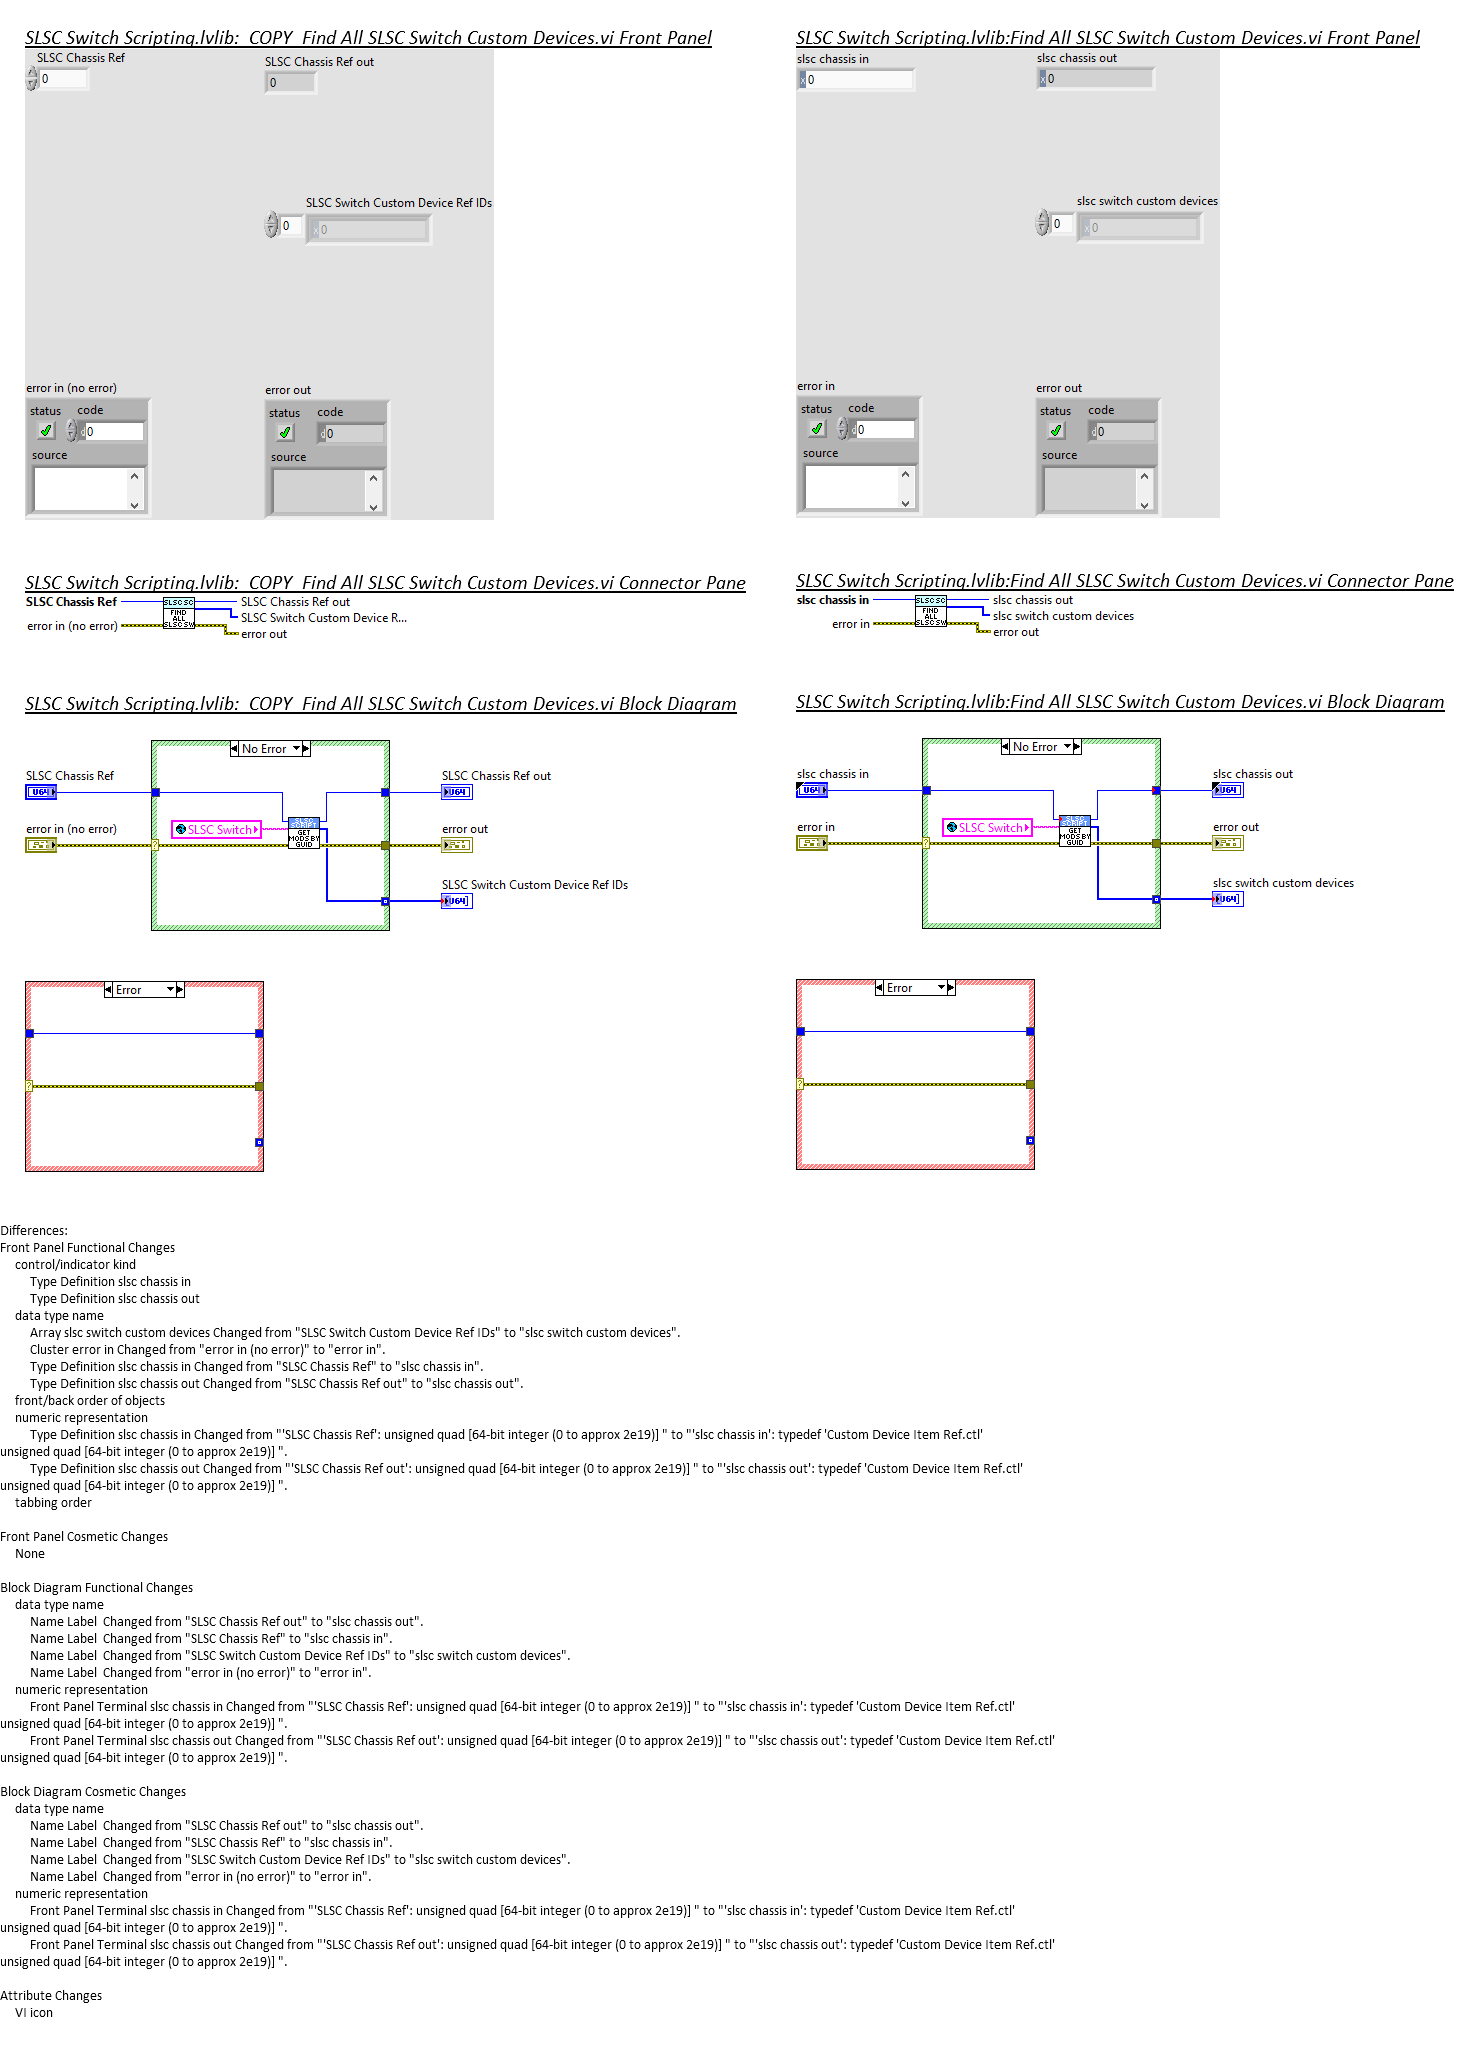 SLSC Switch Scripting.lvlib:  COPY  Find All SLSC Switch Custom Devices.vi Front Panel
SLSC Chassis Ref
0
SLSC Chassis Ref out
0
SLSC Switch Custom Device Ref IDs
0
x 0
error in (no error)
status
code
d 0
source
error out
status
code
d 0
source
SLSC Switch Scripting.lvlib:Find All SLSC Switch Custom Devices.vi Front Panel
slsc chassis in
x 0
slsc chassis out
x 0
slsc switch custom devices
0
x 0
error in
status
code
d 0
source
error out
status
code
d 0
source
SLSC Switch Scripting.lvlib:  COPY  Find All SLSC Switch Custom Devices.vi Connector Pane
SLSC Chassis Ref
error in (no error)
SLSC SC
FIND
ALL
SLSC SW
SLSC Chassis Ref out
SLSC Switch Custom Device R...
error out
SLSC Switch Scripting.lvlib:Find All SLSC Switch Custom Devices.vi Connector Pane
slsc chassis in
error in
SLSC SC
FIND
ALL
SLSC SW
slsc chassis out
slsc switch custom devices
error out
SLSC Switch Scripting.lvlib:  COPY  Find All SLSC Switch Custom Devices.vi Block Diagram
No Error
SLSC Chassis Ref
U64
error in (no error)
SLSC Switch
SLSC
SCRIPT
GET
MODS BY
GUID
?
SLSC Chassis Ref out
U64
error out
SLSC Switch Custom Device Ref IDs
U64
Error
?
SLSC Switch Scripting.lvlib:Find All SLSC Switch Custom Devices.vi Block Diagram
No Error
slsc chassis in
U64
error in
SLSC Switch
SLSC
SCRIPT
GET
MODS BY
GUID
?
slsc chassis out
U64
error out
slsc switch custom devices
U64
Error
?
Differences:
Front Panel Functional Changes
control/indicator kind
Type Definition slsc chassis in
Type Definition slsc chassis out
data type name
Array slsc switch custom devices Changed from "SLSC Switch Custom Device Ref IDs" to "slsc switch custom devices".
Cluster error in Changed from "error in (no error)" to "error in".
Type Definition slsc chassis in Changed from "SLSC Chassis Ref" to "slsc chassis in".
Type Definition slsc chassis out Changed from "SLSC Chassis Ref out" to "slsc chassis out".
front/back order of objects
numeric representation
Type Definition slsc chassis in Changed from "'SLSC Chassis Ref': unsigned quad [64-bit integer (0 to approx 2e19)] " to "'slsc chassis in': typedef 'Custom Device Item Ref.ctl'
unsigned quad [64-bit integer (0 to approx 2e19)] ".
Type Definition slsc chassis out Changed from "'SLSC Chassis Ref out': unsigned quad [64-bit integer (0 to approx 2e19)] " to "'slsc chassis out': typedef 'Custom Device Item Ref.ctl'
unsigned quad [64-bit integer (0 to approx 2e19)] ".
tabbing order
Front Panel Cosmetic Changes
None
Block Diagram Functional Changes
data type name
Name Label  Changed from "SLSC Chassis Ref out" to "slsc chassis out".
Name Label  Changed from "SLSC Chassis Ref" to "slsc chassis in".
Name Label  Changed from "SLSC Switch Custom Device Ref IDs" to "slsc switch custom devices".
Name Label  Changed from "error in (no error)" to "error in".
numeric representation
Front Panel Terminal slsc chassis in Changed from "'SLSC Chassis Ref': unsigned quad [64-bit integer (0 to approx 2e19)] " to "'slsc chassis in': typedef 'Custom Device Item Ref.ctl'
unsigned quad [64-bit integer (0 to approx 2e19)] ".
Front Panel Terminal slsc chassis out Changed from "'SLSC Chassis Ref out': unsigned quad [64-bit integer (0 to approx 2e19)] " to "'slsc chassis out': typedef 'Custom Device Item Ref.ctl'
unsigned quad [64-bit integer (0 to approx 2e19)] ".
Block Diagram Cosmetic Changes
data type name
Name Label  Changed from "SLSC Chassis Ref out" to "slsc chassis out".
Name Label  Changed from "SLSC Chassis Ref" to "slsc chassis in".
Name Label  Changed from "SLSC Switch Custom Device Ref IDs" to "slsc switch custom devices".
Name Label  Changed from "error in (no error)" to "error in".
numeric representation
Front Panel Terminal slsc chassis in Changed from "'SLSC Chassis Ref': unsigned quad [64-bit integer (0 to approx 2e19)] " to "'slsc chassis in': typedef 'Custom Device Item Ref.ctl'
unsigned quad [64-bit integer (0 to approx 2e19)] ".
Front Panel Terminal slsc chassis out Changed from "'SLSC Chassis Ref out': unsigned quad [64-bit integer (0 to approx 2e19)] " to "'slsc chassis out': typedef 'Custom Device Item Ref.ctl'
unsigned quad [64-bit integer (0 to approx 2e19)] ".
Attribute Changes
VI icon